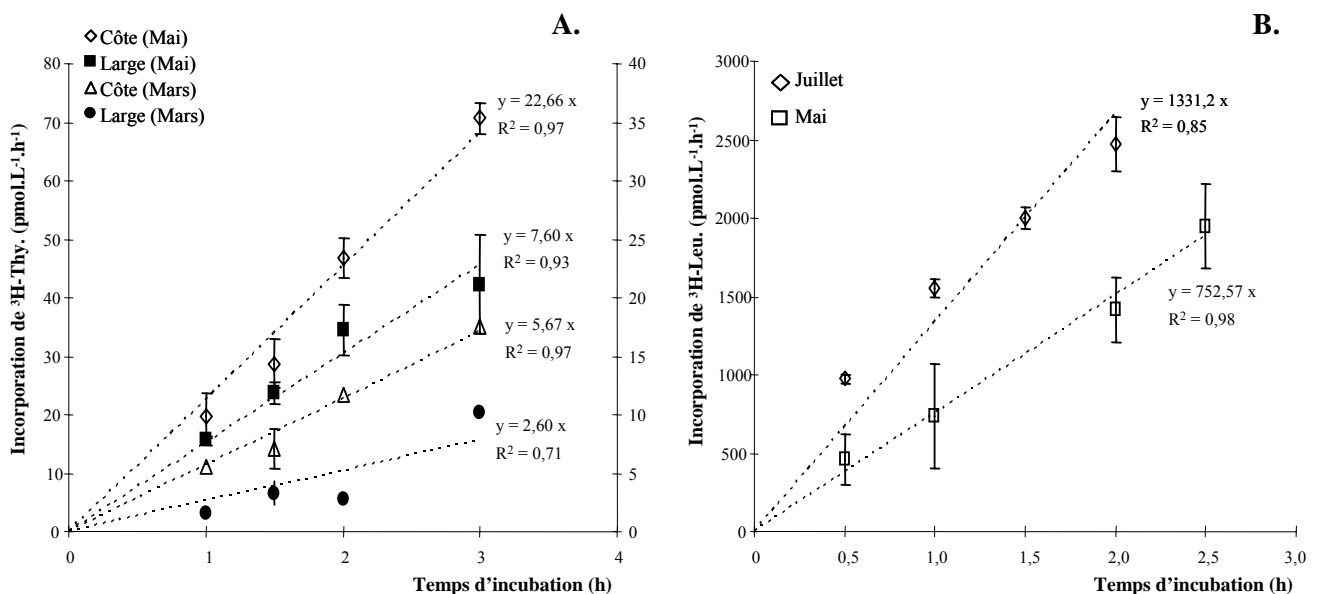 A.
Côte (Mai)
Large (Mai)
Côte (Mars)
Large (Mars)
Incorporation de ³H-Thy. (pmol.L⁻¹.h⁻¹)
80
70
60
50
40
30
20
10
0
40
35
30
25
20
15
10
5
0
y = 22,66 x
R² = 0,97
y = 7,60 x
R² = 0,93
y = 5,67 x
R² = 0,97
y = 2,60 x
R² = 0,71
0 1 2 3 4
Temps d’incubation (h)
B.
Juillet
Mai
Incorporation de ³H-Leu. (pmol.L⁻¹.h⁻¹)
3000
2500
2000
1500
1000
500
0
y = 1331,2 x
R² = 0,85
y = 752,57 x
R² = 0,98
0 0,5 1,0 1,5 2,0 2,5 3,0
Temps d’incubation (h)